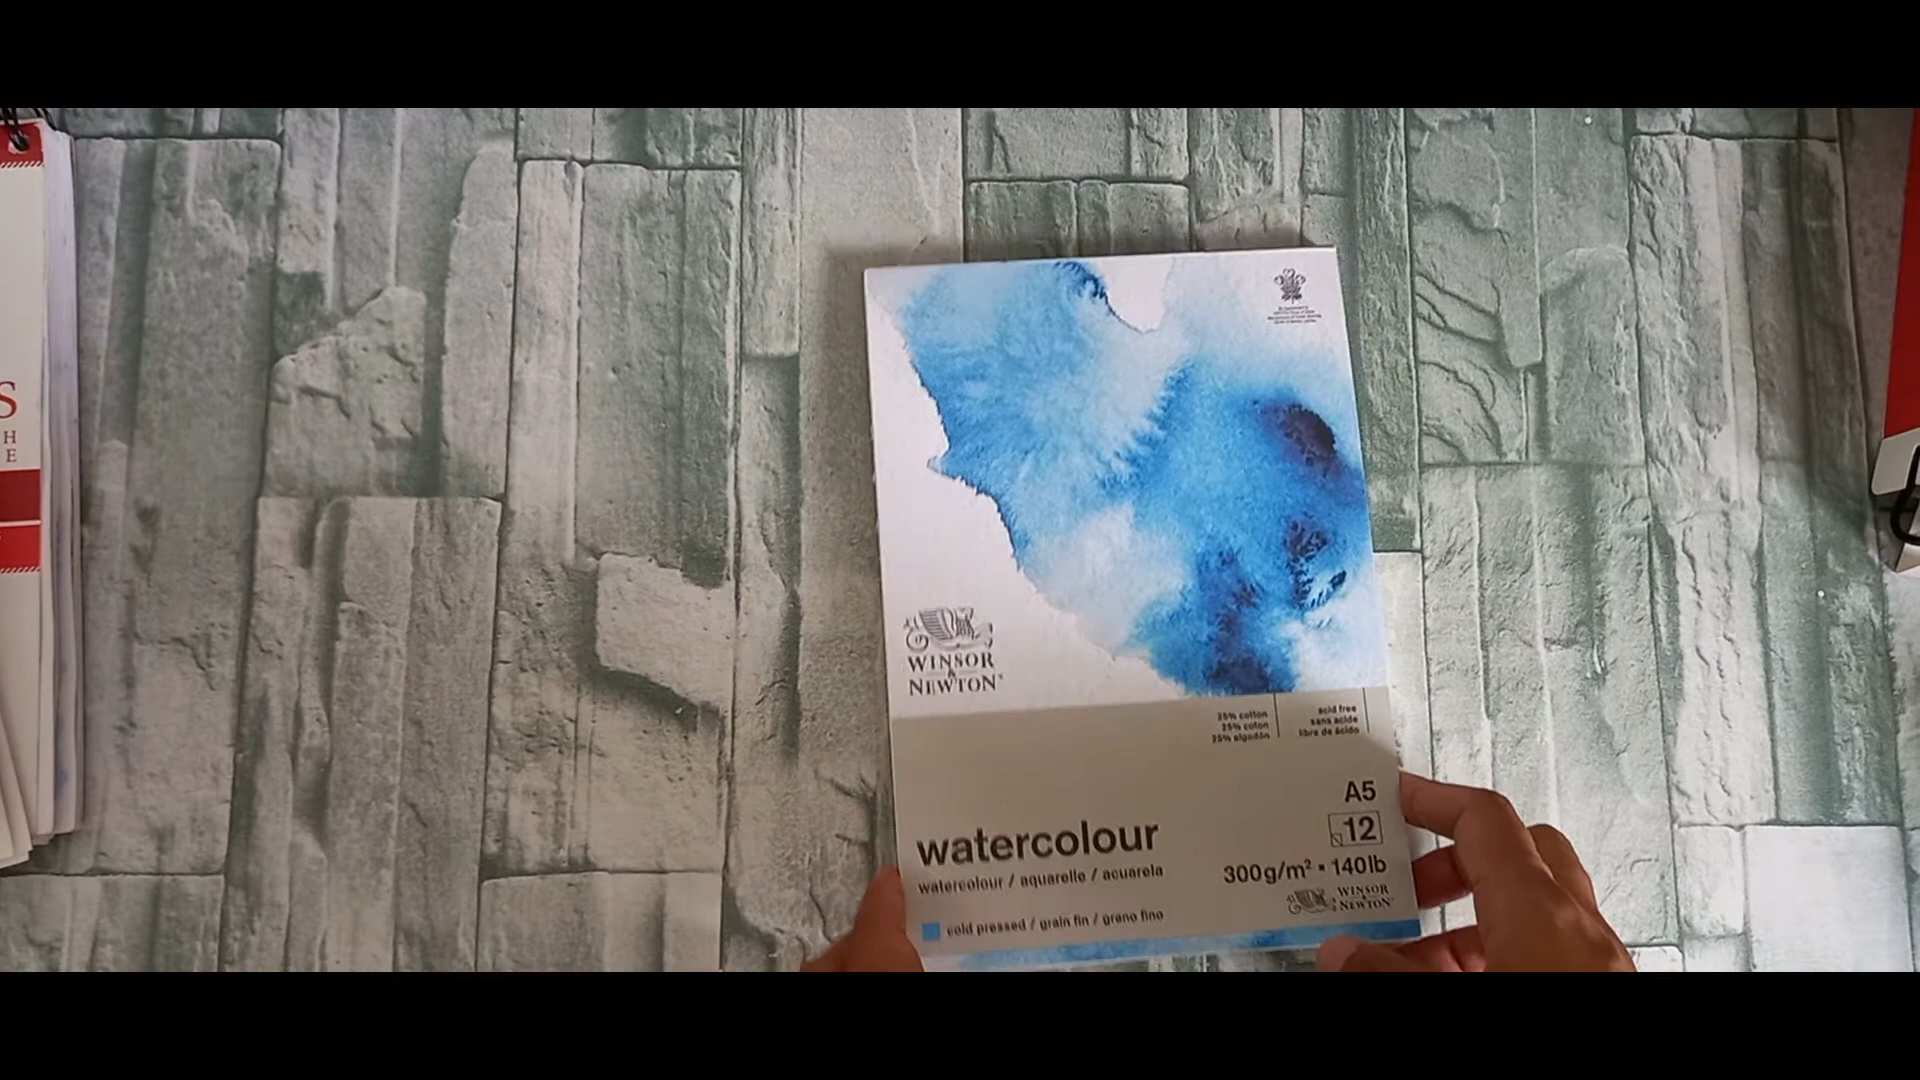 S
H
E
WINSOR
&
NEWTON
25% cotton
25% coton
25% algodón
acid free
sans acide
libre de ácido
A5
12
watercolour
300g/m² ▪ 140lb
watercolour / aquarelle / acuarela
WINSOR
&
NEWTON
cold pressed / grain fin / grano fino